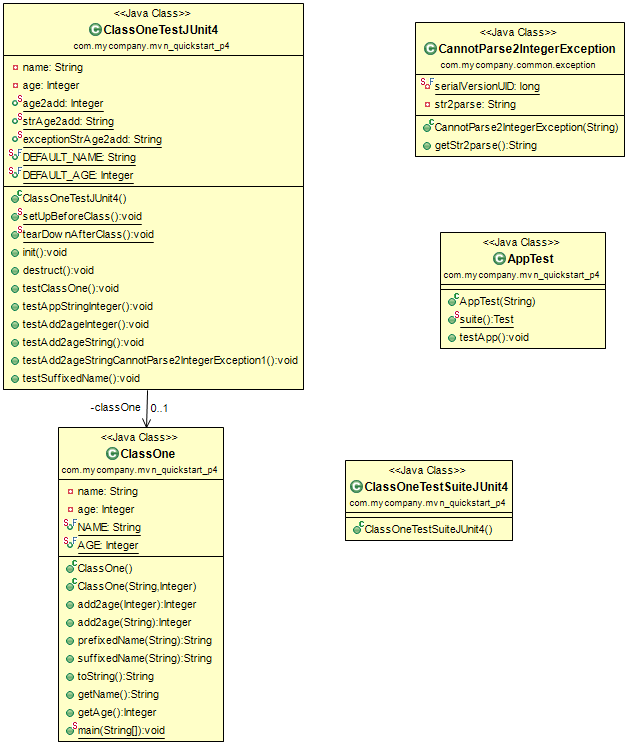 <<Java Class>>
ClassOneTestJUnit4
com.mycompany.mvn_quickstart_p4
name: String
age: Integer
age2add: Integer
strAge2add: String
exceptionStrAge2add: String
DEFAULT_NAME: String
DEFAULT_AGE: Integer
ClassOneTestJUnit4()
setUpBeforeClass():void
tearDownAfterClass():void
init():void
destruct():void
testClassOne():void
testAppStringInteger():void
testAdd2ageInteger():void
testAdd2ageString():void
testAdd2ageStringCannotParse2IntegerException1():void
testSuffixedName():void
-classOne
0..1
<<Java Class>>
ClassOne
com.mycompany.mvn_quickstart_p4
name: String
age: Integer
NAME: String
AGE: Integer
ClassOne()
ClassOne(String,Integer)
add2age(Integer):Integer
add2age(String):Integer
prefixedName(String):String
suffixedName(String):String
toString():String
getName():String
getAge():Integer
main(String[]):void
<<Java Class>>
CannotParse2IntegerException
com.mycompany.common.exception
serialVersionUID: long
str2parse: String
CannotParse2IntegerException(String)
getStr2parse():String
<<Java Class>>
AppTest
com.mycompany.mvn_quickstart_p4
AppTest(String)
suite():Test
testApp():void
<<Java Class>>
ClassOneTestSuiteJUnit4
com.mycompany.mvn_quickstart_p4
ClassOneTestSuiteJUnit4()